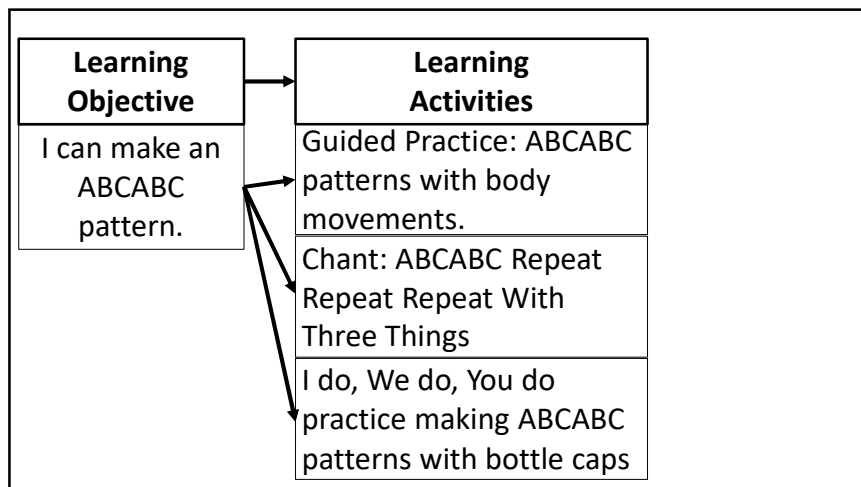 Learning
Objective
Learning
Activities
I can make an
ABCABC
pattern.
Guided Practice: ABCABC
patterns with body
movements.
Chant: ABCABC Repeat
Repeat Repeat With
Three Things
I do, We do, You do
practice making ABCABC
patterns with bottle caps